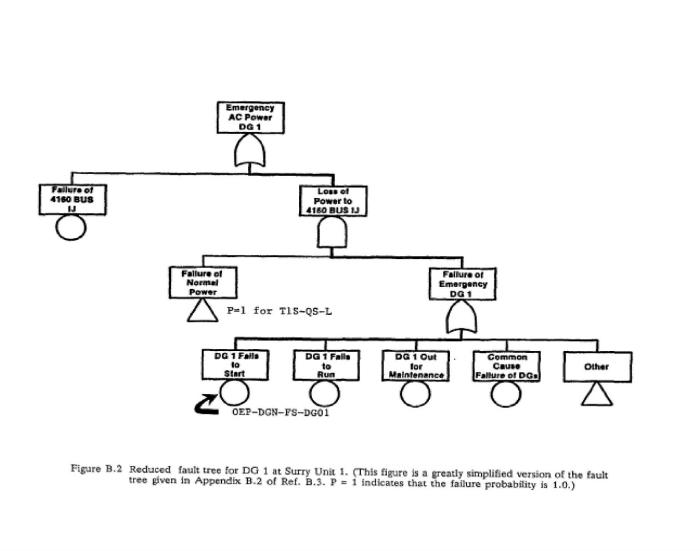 Emergency
AC Power
DG 1
Failure of
4160 BUS
IJ
Loss of
Power to
4160 BUS IJ
Failure of
Normal
Power
P=1 for T1S-QS-L
Failure of
Emergency
DG 1
DG 1 Fails
to
Start
DG 1 Fails
to
Run
DG 1 Out
for
Maintenance
Common
Cause
Failure of DGs
Other
OEP-DGN-FS-DG01
Figure B.2 Reduced fault tree for DG 1 at Surry Unit 1. (This figure is a greatly simplified version of the fault
tree given in Appendix B.2 of Ref. B.3. P = 1 indicates that the failure probability is 1.0.)